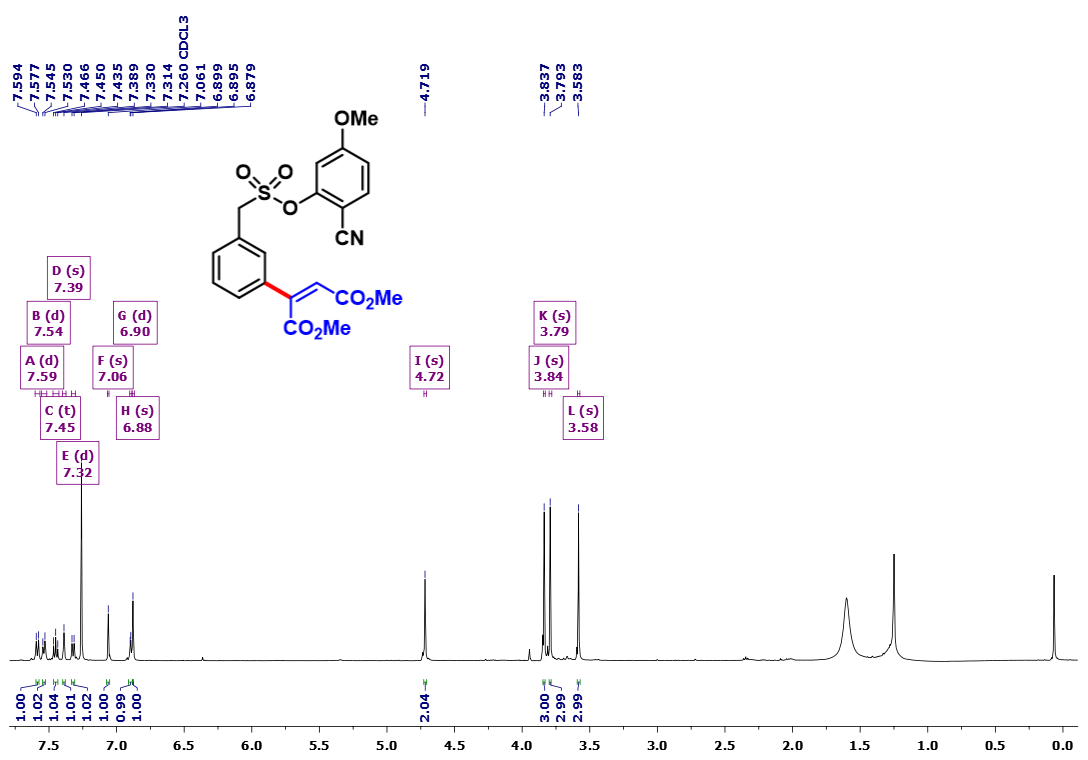 7.594
7.577
7.545
7.530
7.466
7.450
7.435
7.389
7.330
7.314
7.260 CDCL3
7.061
6.899
6.895
6.879
4.719
3.837
3.793
3.583
OMe
O O
S
O
CN
CO2Me
CO2Me
D (s)
7.39
B (d)
7.54
G (d)
6.90
K (s)
3.79
A (d)
7.59
F (s)
7.06
I (s)
4.72
J (s)
3.84
C (t)
7.45
H (s)
6.88
L (s)
3.58
E (d)
7.32
1.00
1.02
1.04
1.01
1.02
1.00
0.99
1.00
2.04
3.00
2.99
2.99
7.5 7.0 6.5 6.0 5.5 5.0 4.5 4.0 3.5 3.0 2.5 2.0 1.5 1.0 0.5 0.0